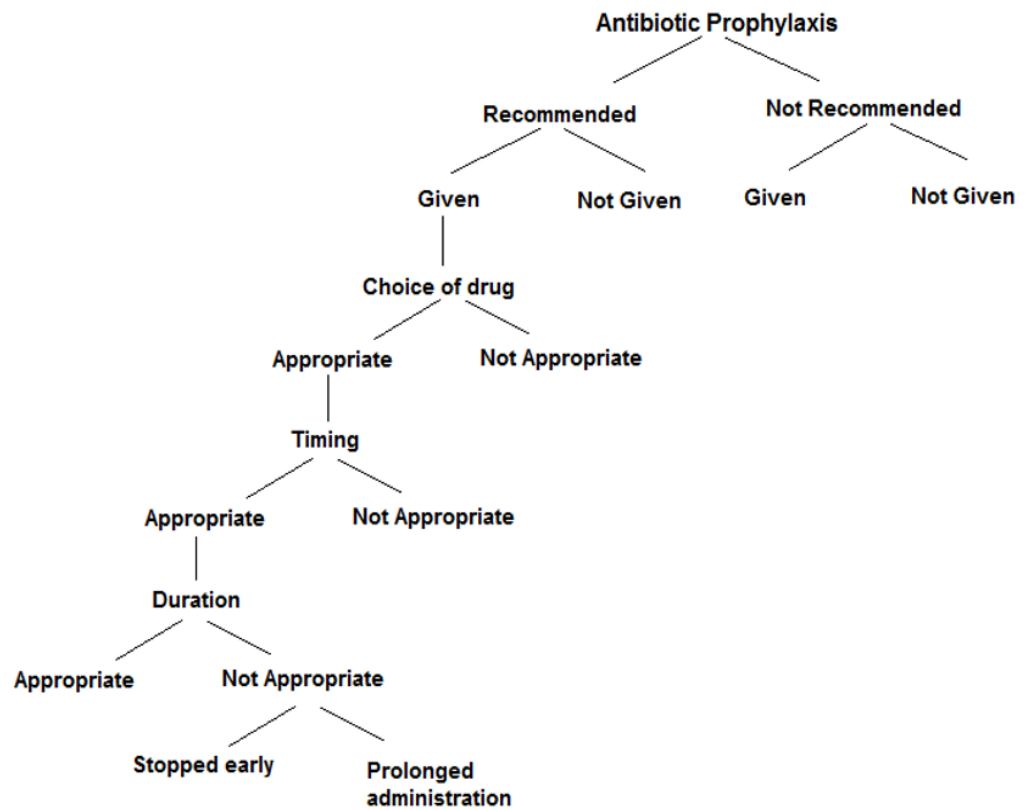 Antibiotic Prophylaxis
Recommended
Not Recommended
Given
Not Given
Given
Not Given
Choice of drug
Appropriate
Not Appropriate
Timing
Appropriate
Not Appropriate
Duration
Appropriate
Not Appropriate
Stopped early
Prolonged
administration